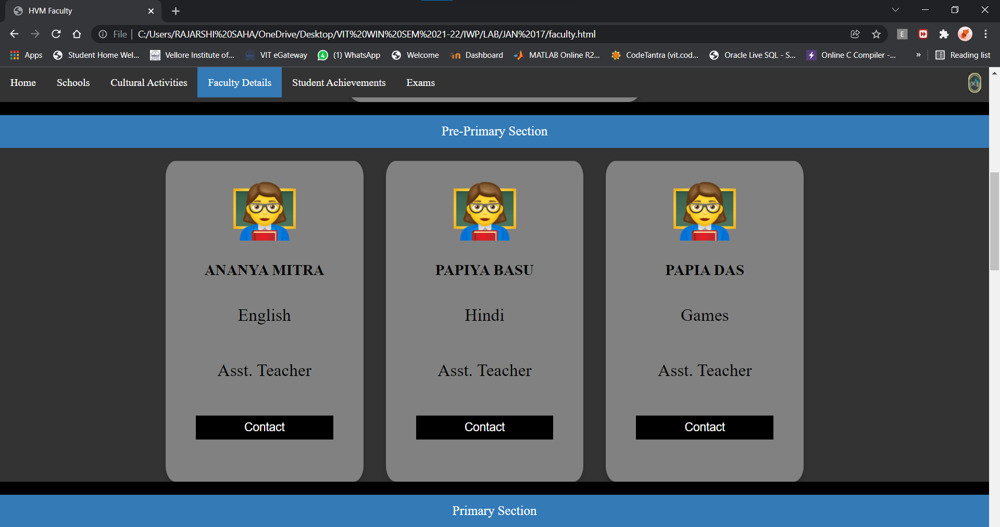 HVM Faculty
File C:/Users/RAJARSHI%20SAHA/OneDrive/Desktop/VIT%20WIN%20SEM%2021-22/IWP/LAB/JAN%2017/faculty.html
E
Apps Student Home Wel... Vellore Institute of... VIT eGateway 4 (1) WhatsApp Welcome Dashboard MATLAB Online R2... CodeTantra (vit.cod... Oracle Live SQL - S... Online C Compiler -... » Reading list
Home Schools Cultural Activities Faculty Details Student Achievements Exams
Pre-Primary Section
ANANYA MITRA PAPIYA BASU PAPIA DAS
English Hindi Games
Asst. Teacher Asst. Teacher Asst. Teacher
Contact Contact Contact
Primary Section